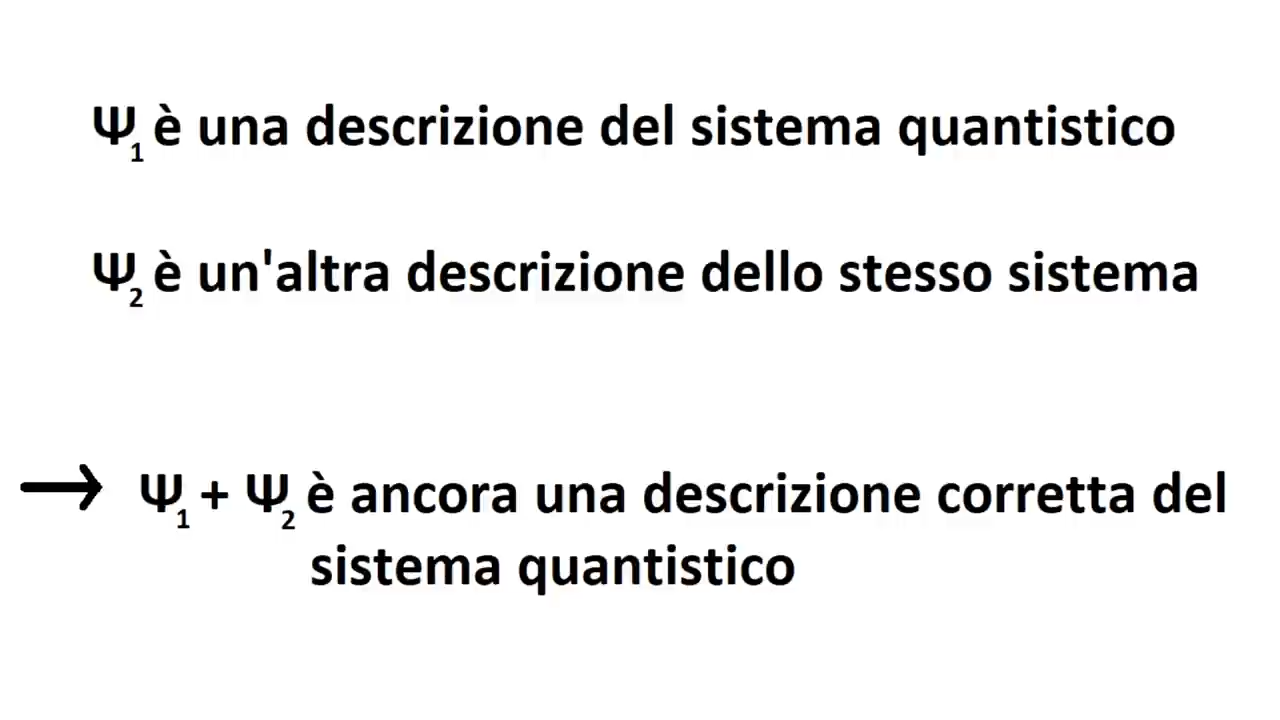 Ψ₁ è una descrizione del sistema quantistico
Ψ₂ è un'altra descrizione dello stesso sistema
→ Ψ₁ + Ψ₂ è ancora una descrizione corretta del
sistema quantistico